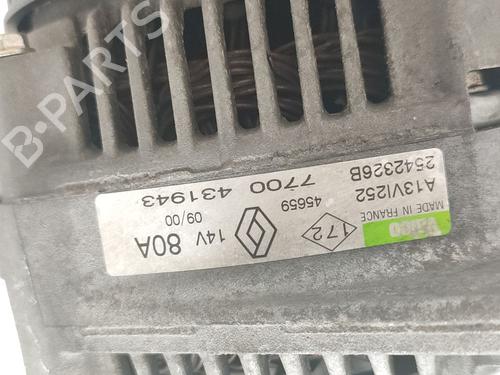 B-PARTS
Valeo
MADE IN FRANCE
A13VI252
2542326B
172
45659
7700 431943
09/00
14V 80A